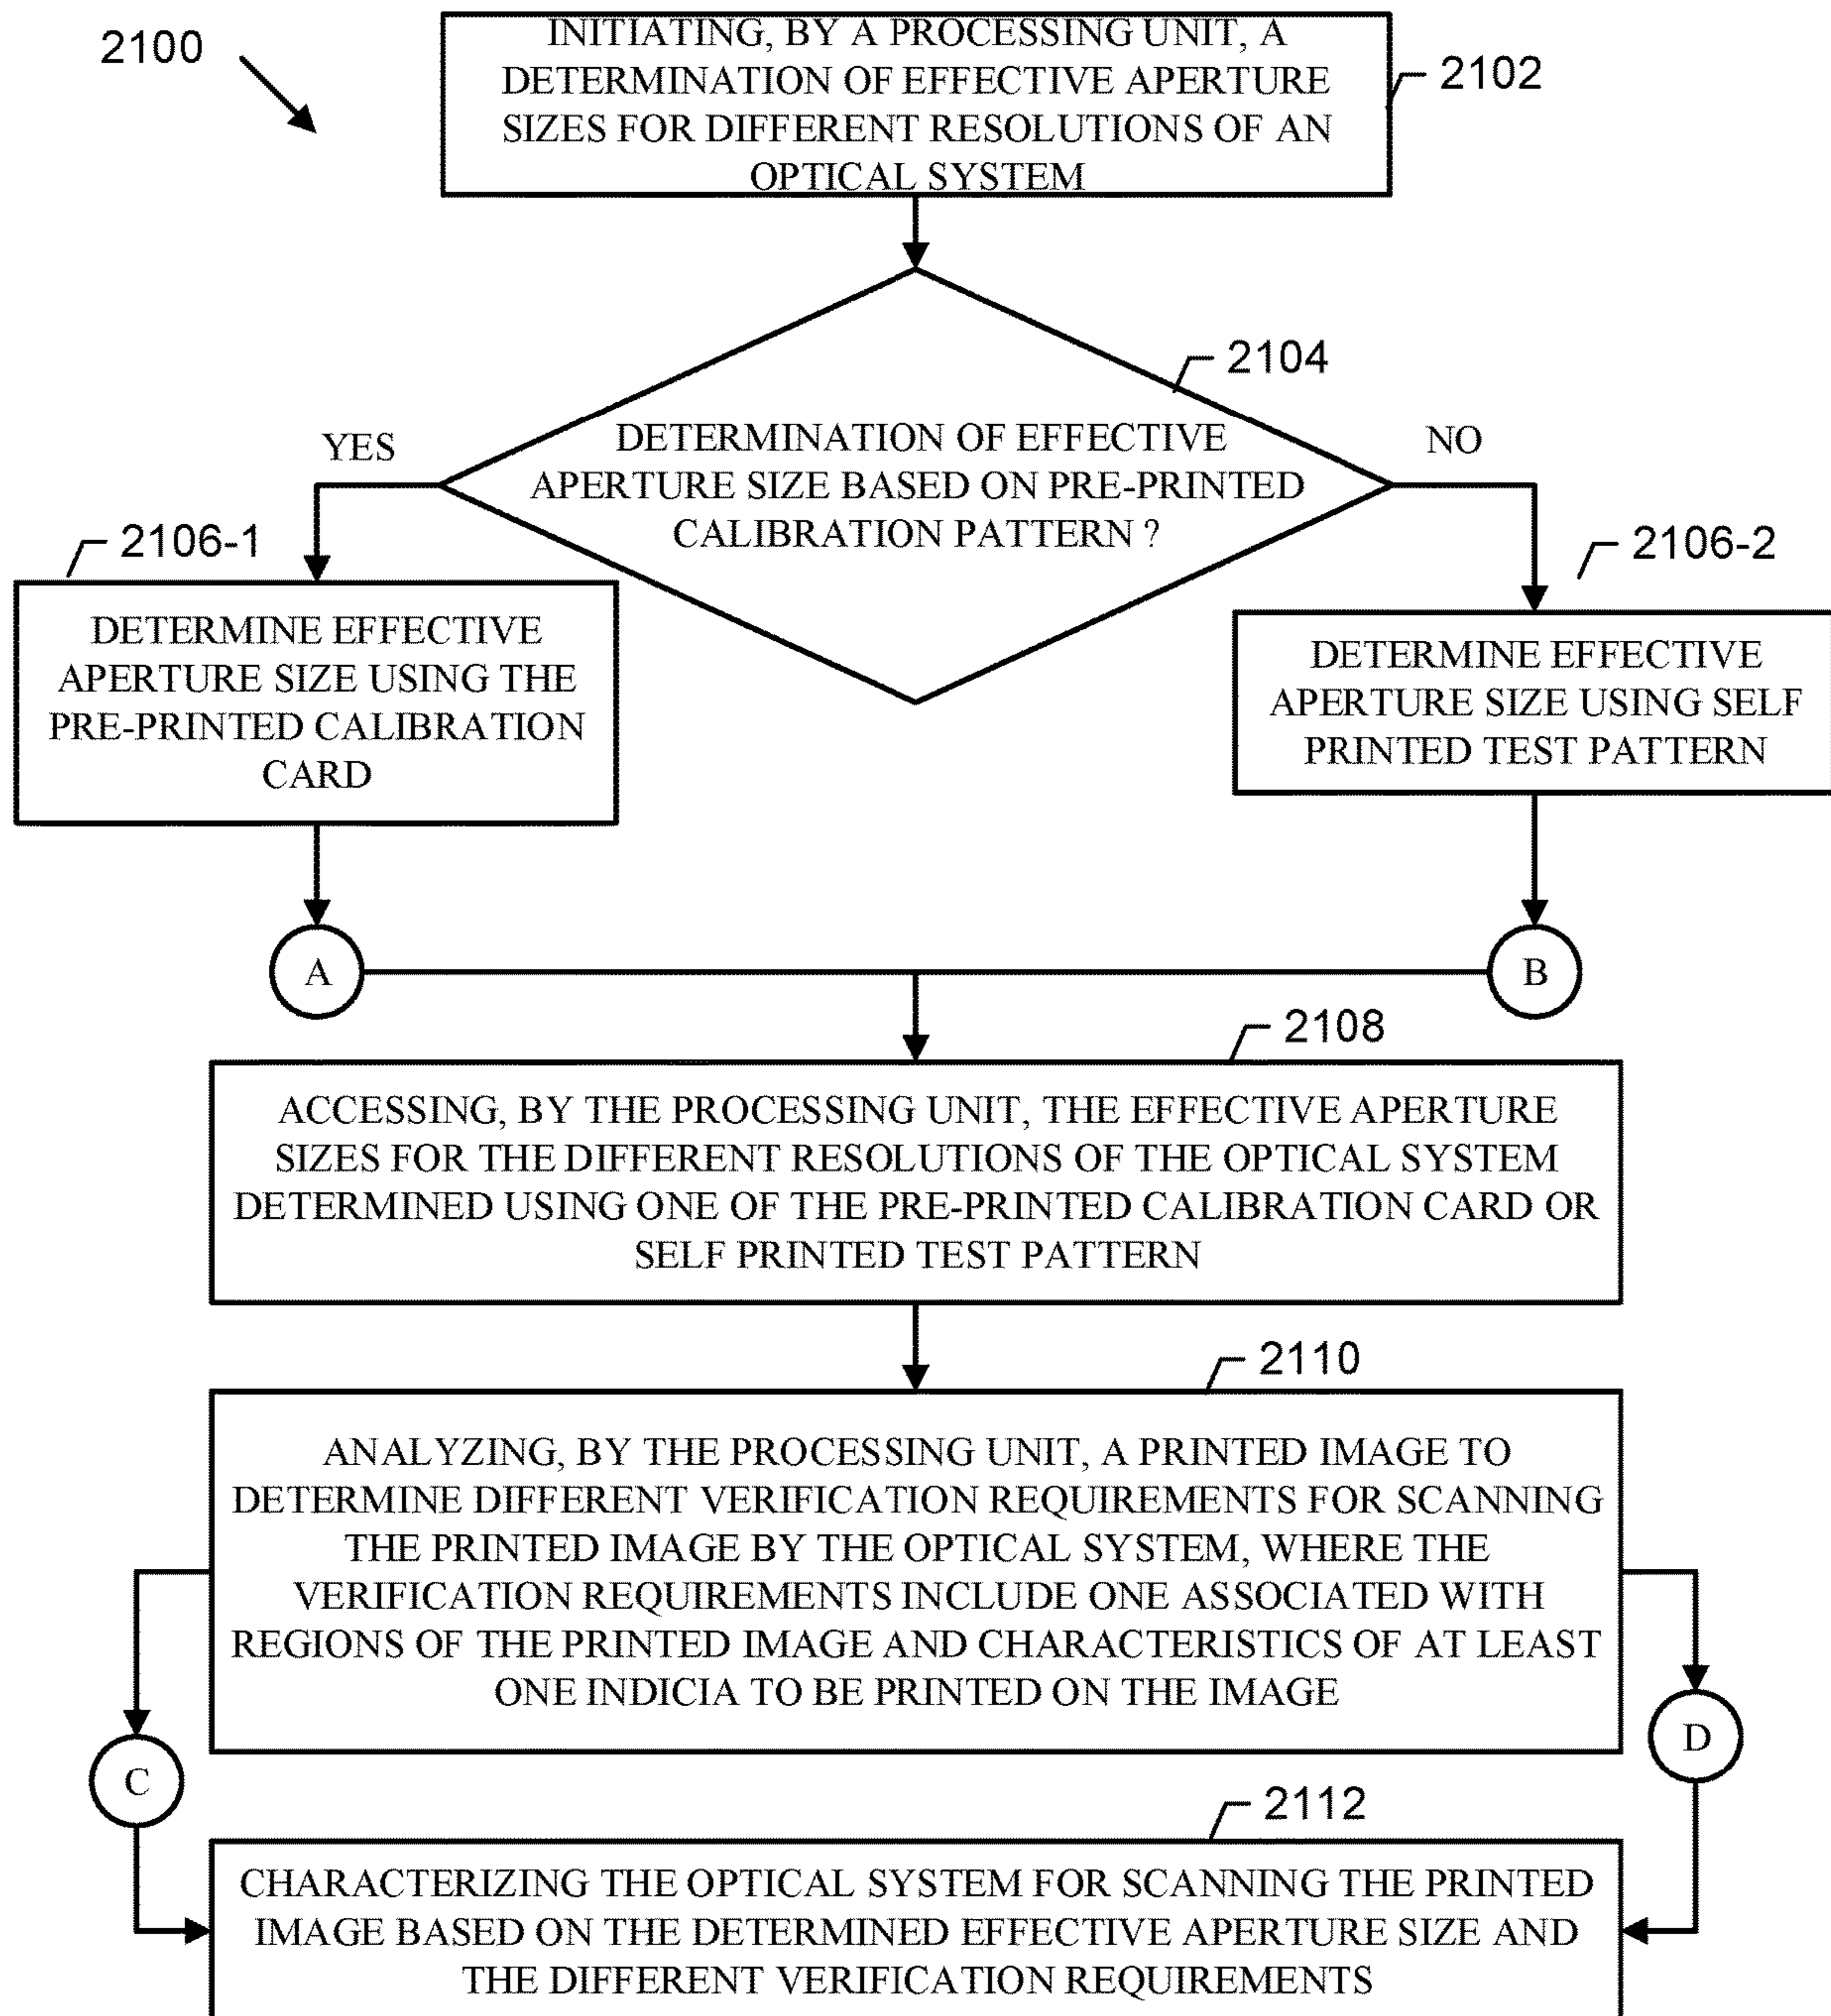 2100
INITIATING, BY A PROCESSING UNIT, A
DETERMINATION OF EFFECTIVE APERTURE
SIZES FOR DIFFERENT RESOLUTIONS OF AN
OPTICAL SYSTEM
2102
2104
DETERMINATION OF EFFECTIVE
APERTURE SIZE BASED ON PRE-PRINTED
CALIBRATION PATTERN ?
YES
NO
2106-1
DETERMINE EFFECTIVE
APERTURE SIZE USING THE
PRE-PRINTED CALIBRATION
CARD
2106-2
DETERMINE EFFECTIVE
APERTURE SIZE USING SELF
PRINTED TEST PATTERN
A
B
2108
ACCESSING, BY THE PROCESSING UNIT, THE EFFECTIVE APERTURE
SIZES FOR THE DIFFERENT RESOLUTIONS OF THE OPTICAL SYSTEM
DETERMINED USING ONE OF THE PRE-PRINTED CALIBRATION CARD OR
SELF PRINTED TEST PATTERN
2110
ANALYZING, BY THE PROCESSING UNIT, A PRINTED IMAGE TO
DETERMINE DIFFERENT VERIFICATION REQUIREMENTS FOR SCANNING
THE PRINTED IMAGE BY THE OPTICAL SYSTEM, WHERE THE
VERIFICATION REQUIREMENTS INCLUDE ONE ASSOCIATED WITH
REGIONS OF THE PRINTED IMAGE AND CHARACTERISTICS OF AT LEAST
ONE INDICIA TO BE PRINTED ON THE IMAGE
C
D
2112
CHARACTERIZING THE OPTICAL SYSTEM FOR SCANNING THE PRINTED
IMAGE BASED ON THE DETERMINED EFFECTIVE APERTURE SIZE AND
THE DIFFERENT VERIFICATION REQUIREMENTS